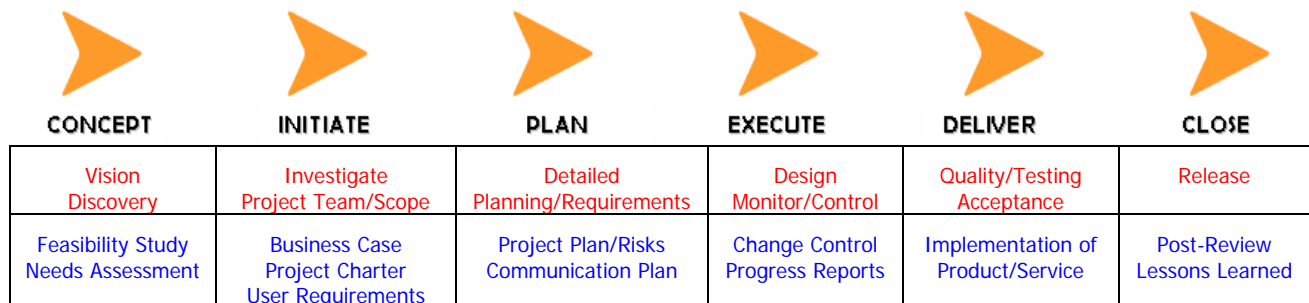 CONCEPT INITIATE PLAN EXECUTE DELIVER CLOSE
Vision Investigate Detailed Design Quality/Testing Release
Discovery Project Team/Scope Planning/Requirements Monitor/Control Acceptance
Feasibility Study Business Case Project Plan/Risks Change Control Implementation of Post-Review
Needs Assessment Project Charter Communication Plan Progress Reports Product/Service Lessons Learned
User Requirements